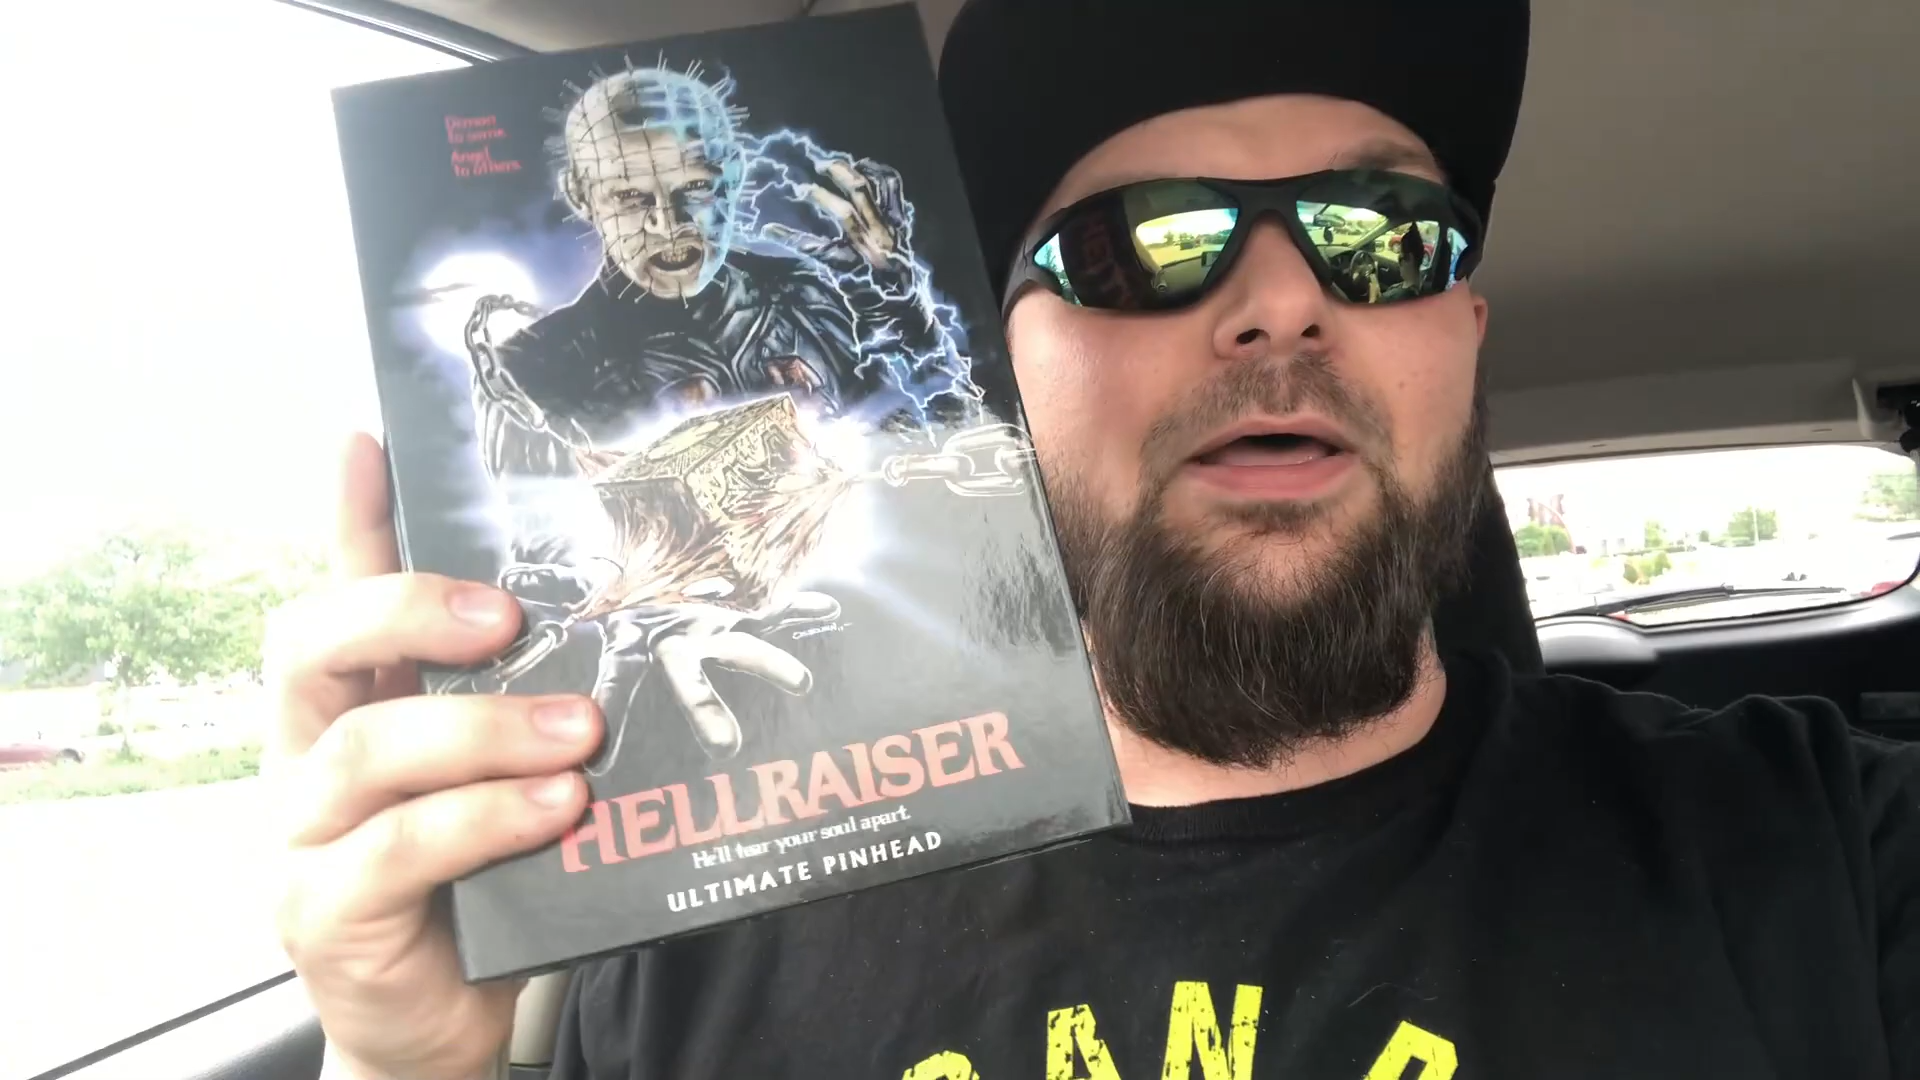 Demon
to some.
Angel
to others.
HELLRAISER
He'll tear your soul apart.
ULTIMATE PINHEAD